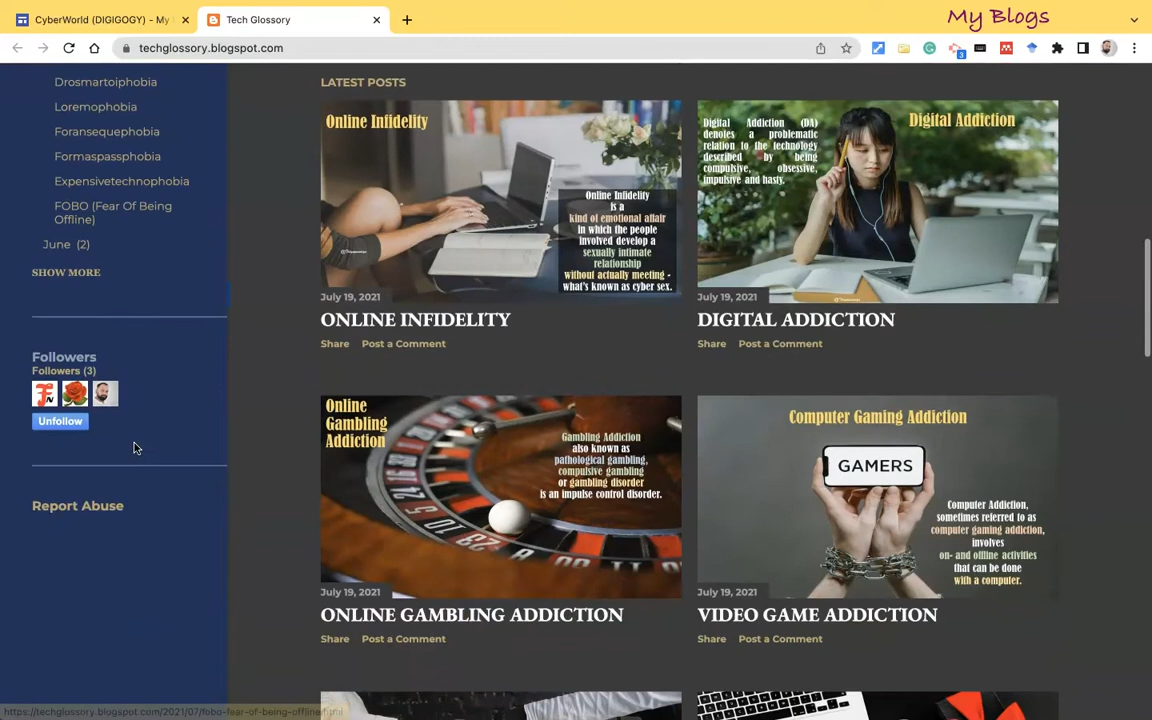 CyberWorld (DIGIGOGY) – My
Tech Glossary
My Blogs
techglossory.blogspot.com
3
Drosmartoiphobia
Loremophobia
Foransequephobia
Formaspassphobia
Expensivetechnophobia
FOBO (Fear Of Being
Offline)
June (2)
SHOW MORE
Followers
Followers (3)
Unfollow
Report Abuse
LATEST POSTS
Online Infidelity
Online Infidelity
is a
kind of emotional affair
in which the people
involved develop a
sexually intimate
relationship
without actually meeting -
what's known as cyber sex.
July 19, 2021
ONLINE INFIDELITY
Share Post a Comment
Digital Addiction (DA)
denotes a problematic
relation to the technology
described by being
compulsive, obsessive,
impulsive and hasty.
Digital Addiction
July 19, 2021
DIGITAL ADDICTION
Share Post a Comment
Online
Gambling
Addiction
Gambling Addiction
also known as
pathological gambling,
compulsive gambling
or gambling disorder
is an impulse control disorder.
July 19, 2021
ONLINE GAMBLING ADDICTION
Share Post a Comment
Computer Gaming Addiction
GAMERS
Computer Addiction,
sometimes referred to as
computer gaming addiction,
involves
on- and offline activities
that can be done
with a computer.
July 19, 2021
VIDEO GAME ADDICTION
Share Post a Comment
https://techglossory.blogspot.com/2021/07/fobo-fear-of-being-offline.html